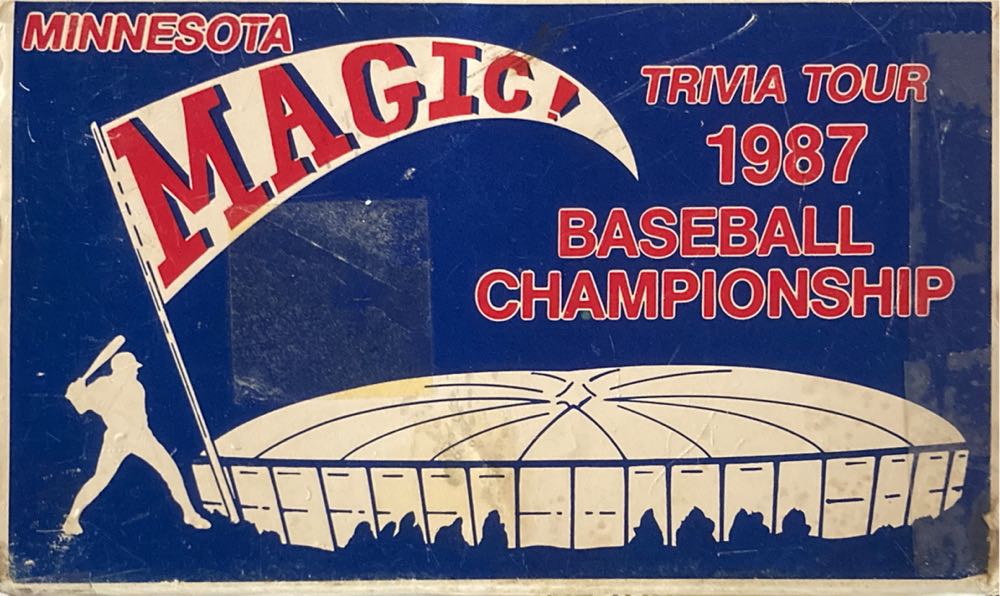 MINNESOTA
MAGIC!
TRIVIA TOUR
1987
BASEBALL
CHAMPIONSHIP